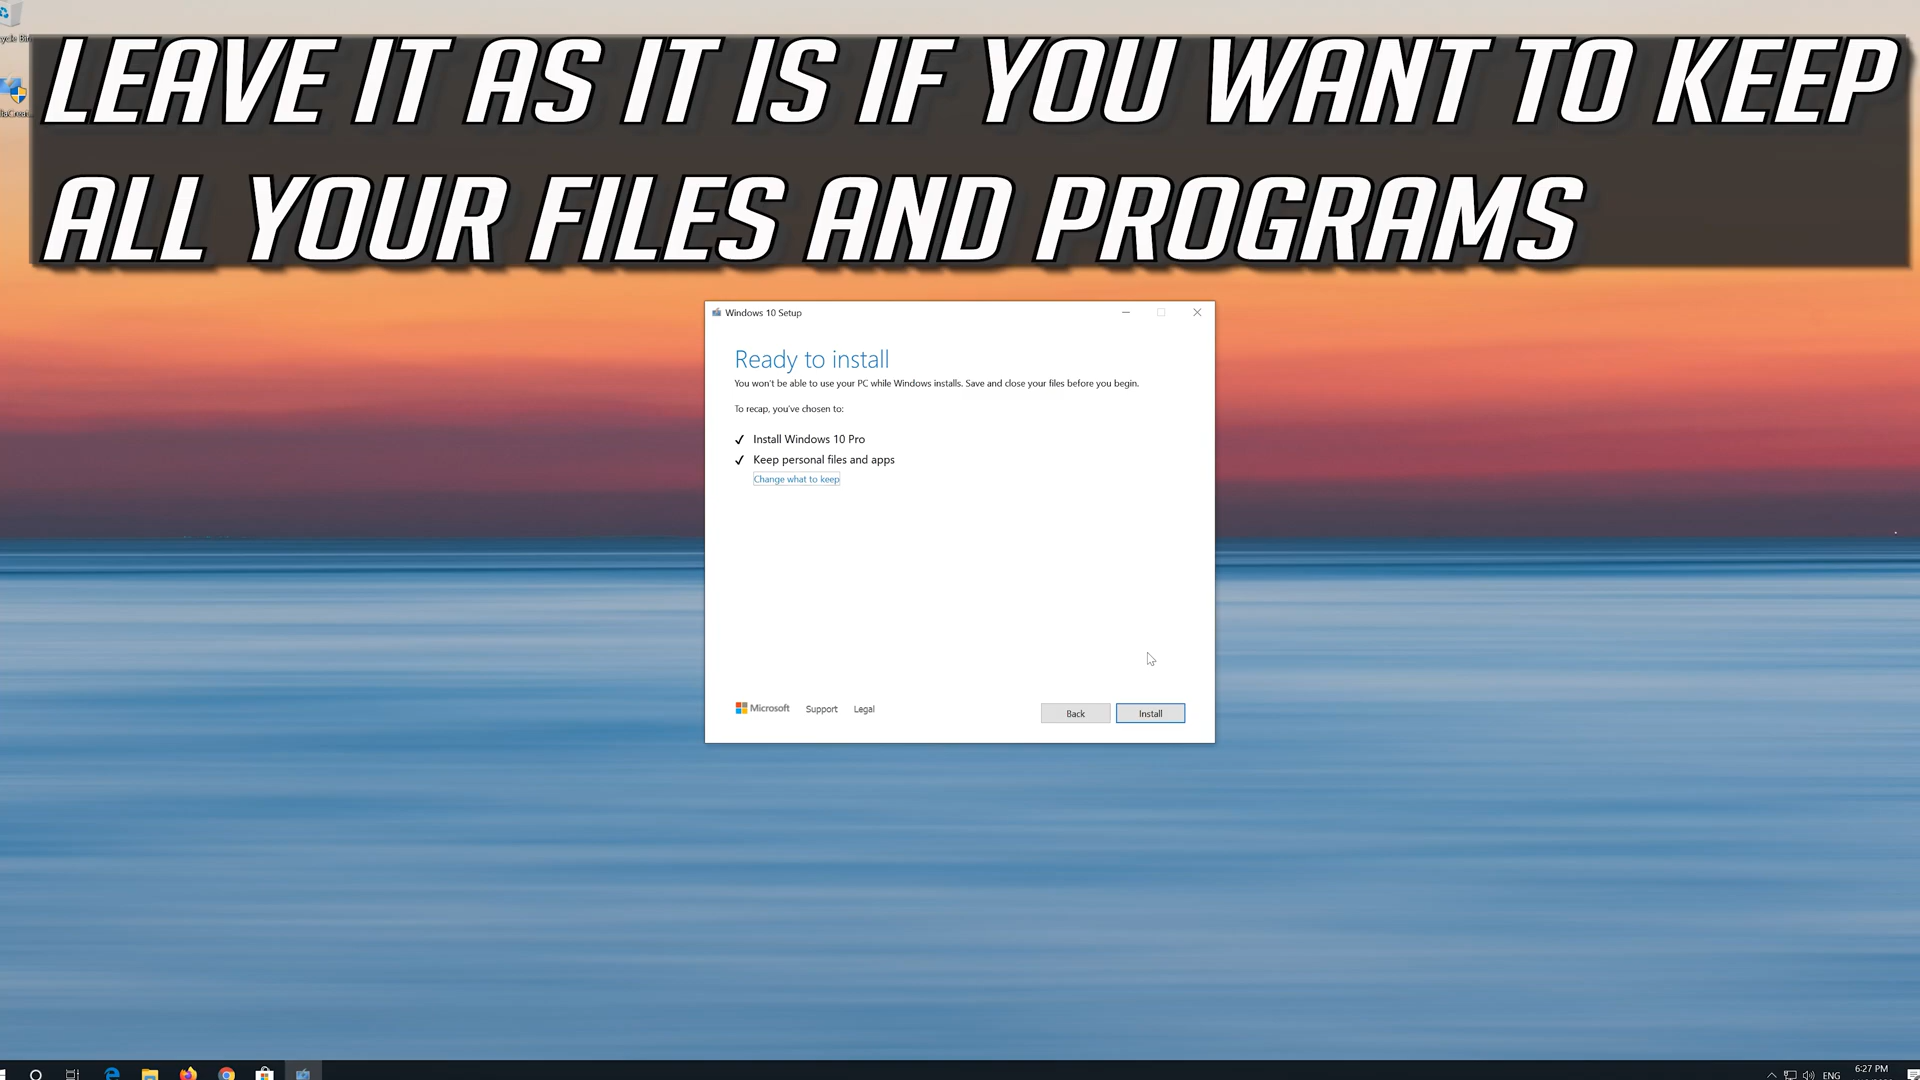 LEAVE IT AS IT IS IF YOU WANT TO KEEP
ALL YOUR FILES AND PROGRAMS
Windows 10 Setup
Ready to install
You won't be able to use your PC while Windows installs. Save and close your files before you begin.
To recap, you've chosen to:
Install Windows 10 Pro
Keep personal files and apps
Change what to keep
Microsoft Support Legal
Back Install
ENG
6:27 PM